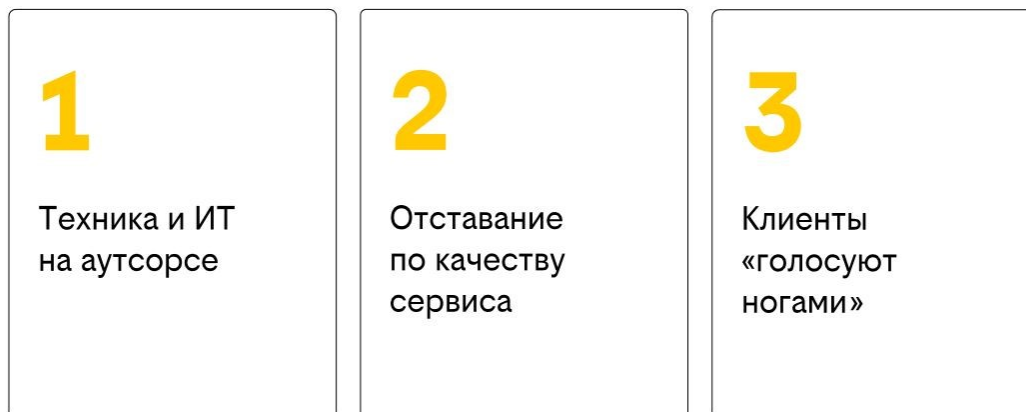 1
Техника и ИТ
на аутсорсе
2
Отставание
по качеству
сервиса
3
Клиенты
«голосуют
ногами»